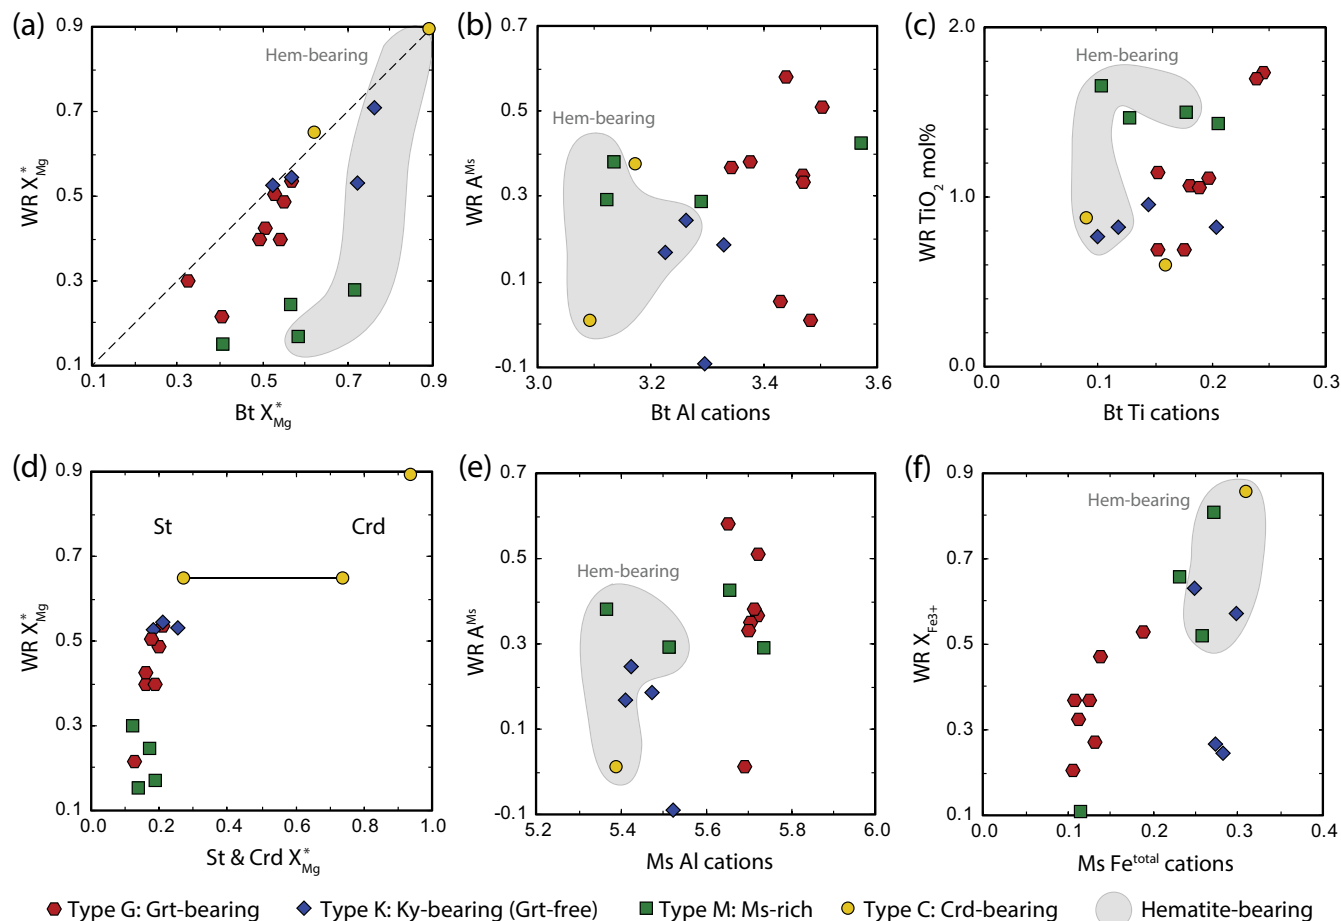 (a)
0.9
0.7
0.5
0.3
0.1
WR X*Mg
Hem-bearing
0.1 0.3 0.5 0.7 0.9
Bt X*Mg
(b)
0.7
0.5
0.3
0.1
-0.1
WR A^Ms
Hem-bearing
3.0 3.2 3.4 3.6
Bt Al cations
(c)
2.0
1.0
0.0
WR TiO2 mol%
Hem-bearing
0.0 0.1 0.2 0.3
Bt Ti cations
(d)
0.9
0.7
0.5
0.3
0.1
WR X*Mg
St Crd
0.0 0.2 0.4 0.6 0.8 1.0
St & Crd X*Mg
(e)
0.7
0.5
0.3
0.1
-0.1
WR A^Ms
Hem-bearing
5.2 5.4 5.6 5.8 6.0
Ms Al cations
(f)
0.9
0.7
0.5
0.3
0.1
WR XFe3+
Hem-bearing
0.0 0.1 0.2 0.3 0.4
Ms Fe^total cations
Type G: Grt-bearing Type K: Ky-bearing (Grt-free) Type M: Ms-rich Type C: Crd-bearing Hematite-bearing